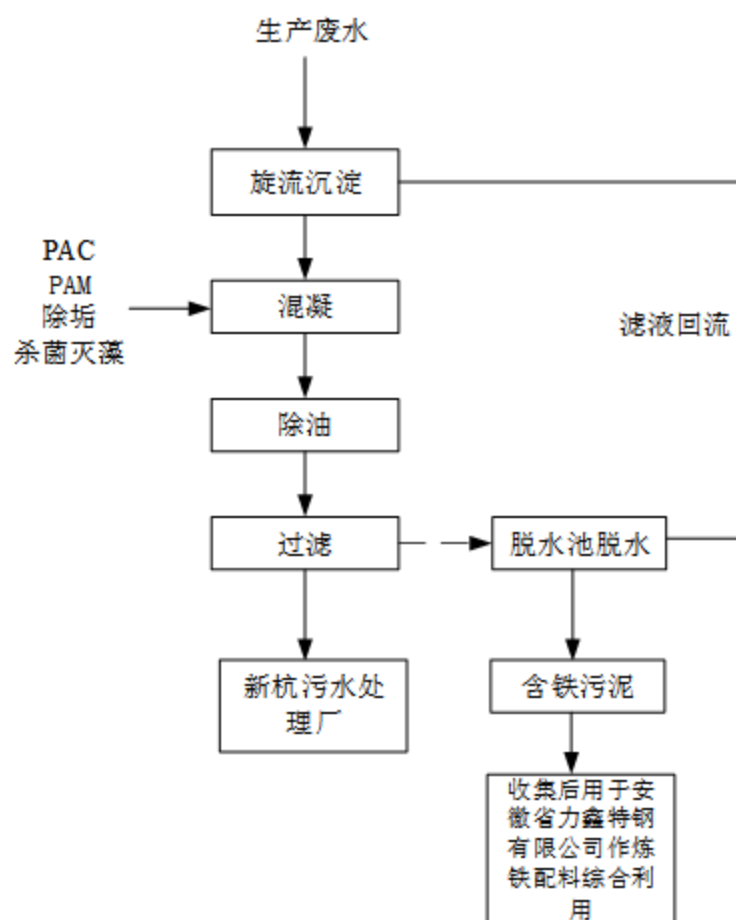 生产废水
旋流沉淀
PAC
PAM
除垢
杀菌灭藻
混凝
滤液回流
除油
过滤
脱水池脱水
新杭污水处
理厂
含铁污泥
收集后用于安
徽省力鑫特钢
有限公司作炼
铁配料综合利
用